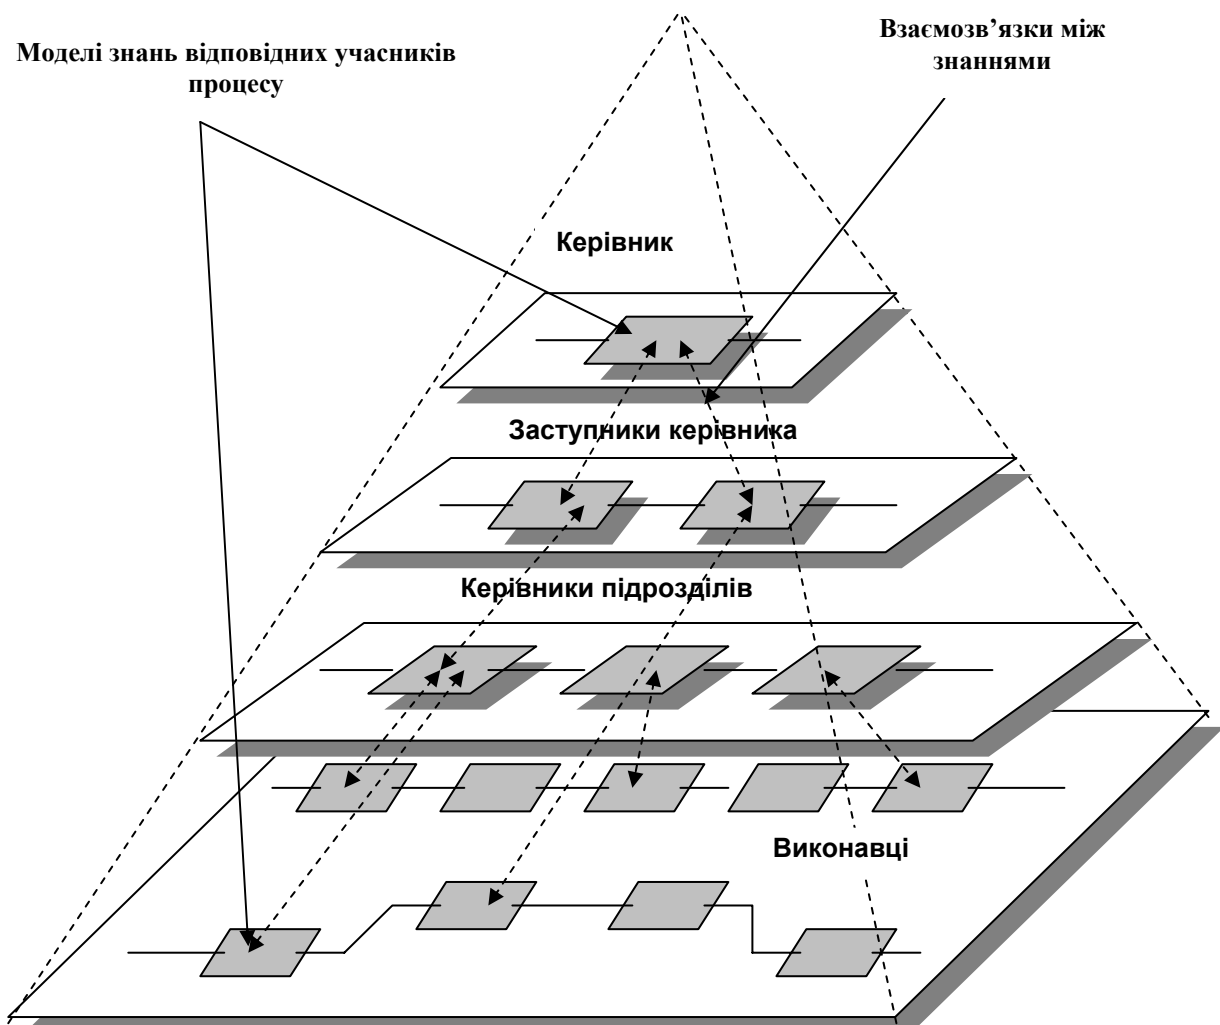 Моделі знань відповідних учасників
процесу
Взаємозв’язки між
знаннями
Керівник
Заступники керівника
Керівники підрозділів
Виконавці